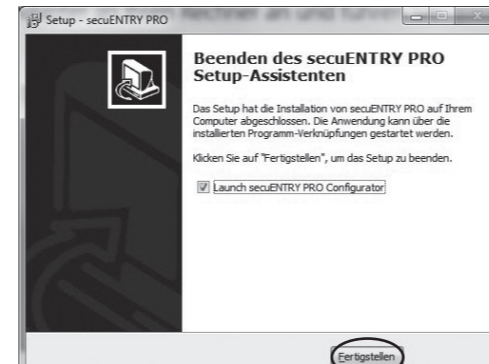 Setup - secuENTRY PRO
Beenden des secuENTRY PRO
Setup-Assistenten
Das Setup hat die Installation von secuENTRY PRO auf Ihrem
Computer abgeschlossen. Die Anwendung kann über die
installierten Programm-Verknüpfungen gestartet werden.
Klicken Sie auf "Fertigstellen", um das Setup zu beenden.
Launch secuENTRY PRO Configurator
Fertigstellen